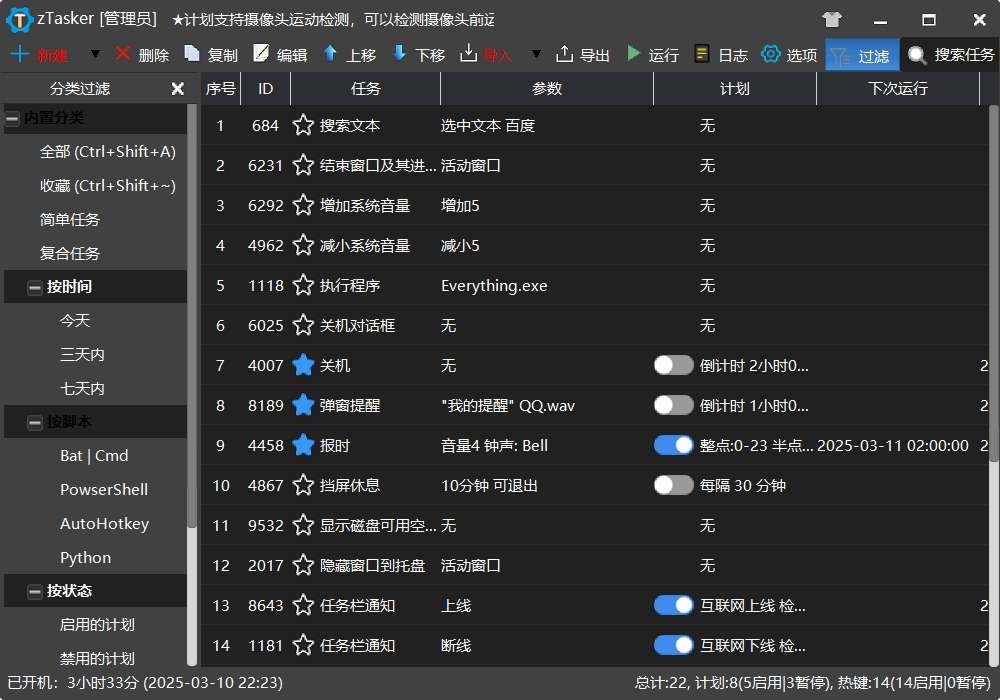 zTasker [管理员] ★计划支持摄像头运动检测，可以检测摄像头前运
新建 删除 复制 编辑 上移 下移 导入 导出 运行 日志 选项 过滤 搜索任务
分类过滤 序号 ID 任务 参数 计划 下次运行
内置分类
全部 (Ctrl+Shift+A)
收藏 (Ctrl+Shift+~)
简单任务
复合任务
按时间
今天
三天内
七天内
按脚本
Bat | Cmd
PowserShell
AutoHotkey
Python
按状态
启用的计划
禁用的计划
1 684 搜索文本 选中文本 百度 无
2 6231 结束窗口及其进... 活动窗口 无
3 6292 增加系统音量 增加5 无
4 4962 减小系统音量 减小5 无
5 1118 执行程序 Everything.exe 无
6 6025 关机对话框 无 无
7 4007 关机 无 倒计时 2小时0... 2
8 8189 弹窗提醒 "我的提醒" QQ.wav 倒计时 1小时0... 2
9 4458 报时 音量4 钟声: Bell 整点:0-23 半点... 2025-03-11 02:00:00 2
10 4867 挡屏休息 10分钟 可退出 每隔 30 分钟
11 9532 显示磁盘可用空... 无 无
12 2017 隐藏窗口到托盘 活动窗口 无
13 8643 任务栏通知 上线 互联网上线 检... 2
14 1181 任务栏通知 断线 互联网下线 检... 2
已开机：3小时33分 (2025-03-10 22:23) 总计:22, 计划:8(5启用|3暂停), 热键:14(14启用|0暂停)